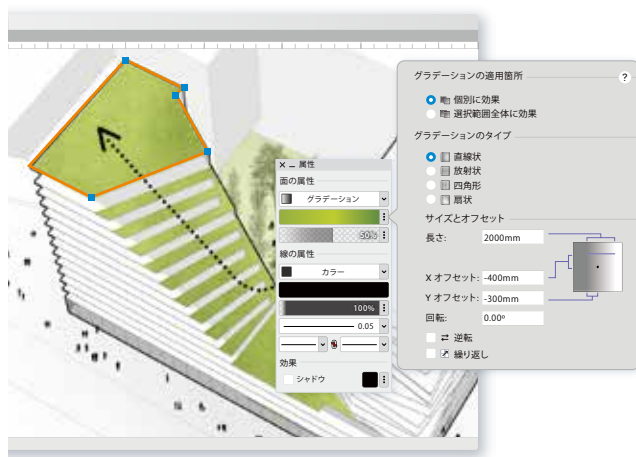 × – 属性
面の属性
グラデーション
50%
線の属性
カラー
100%
0.05
効果
シャドウ
グラデーションの適用箇所
?
個別に効果
選択範囲全体に効果
グラデーションのタイプ
直線状
放射状
四角形
扇状
サイズとオフセット
長さ: 2000mm
X オフセット: -400mm
Y オフセット: -300mm
回転: 0.00º
逆転
繰り返し